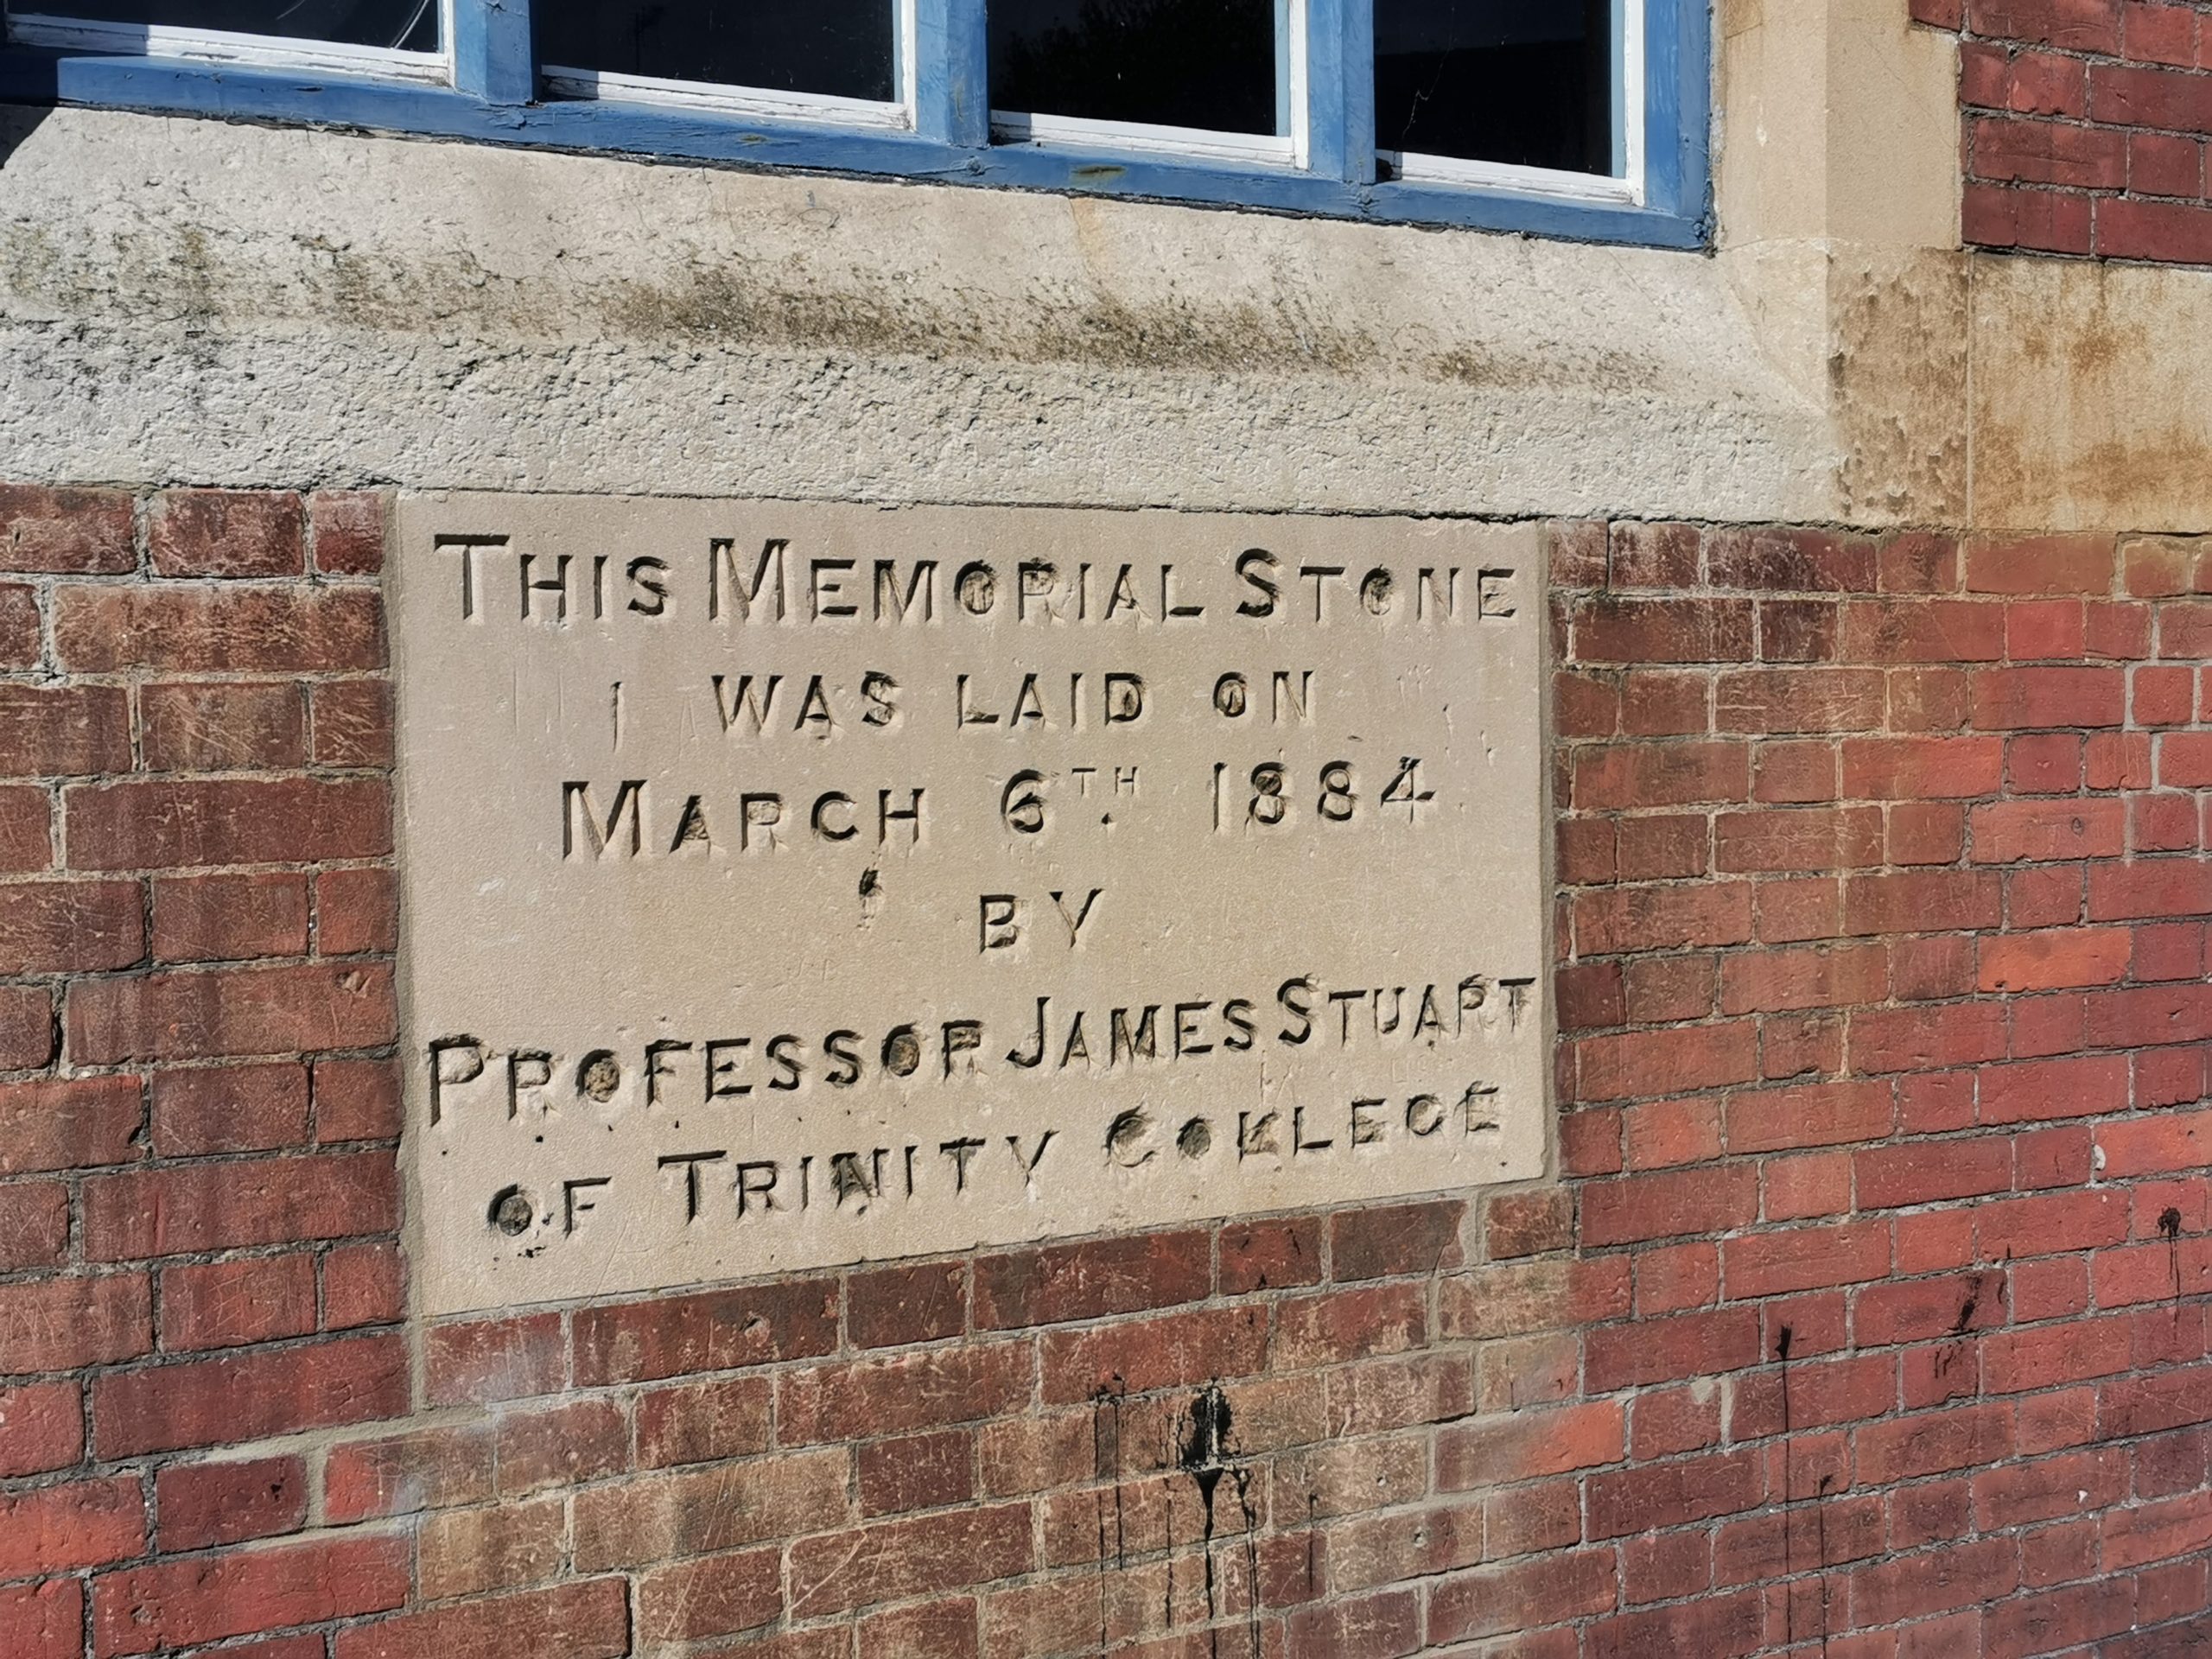 THIS MEMORIAL STONE
WAS LAID ON
MARCH 6TH. 1884
BY
PROFESSOR JAMES STUART
OF TRINITY COLLEGE